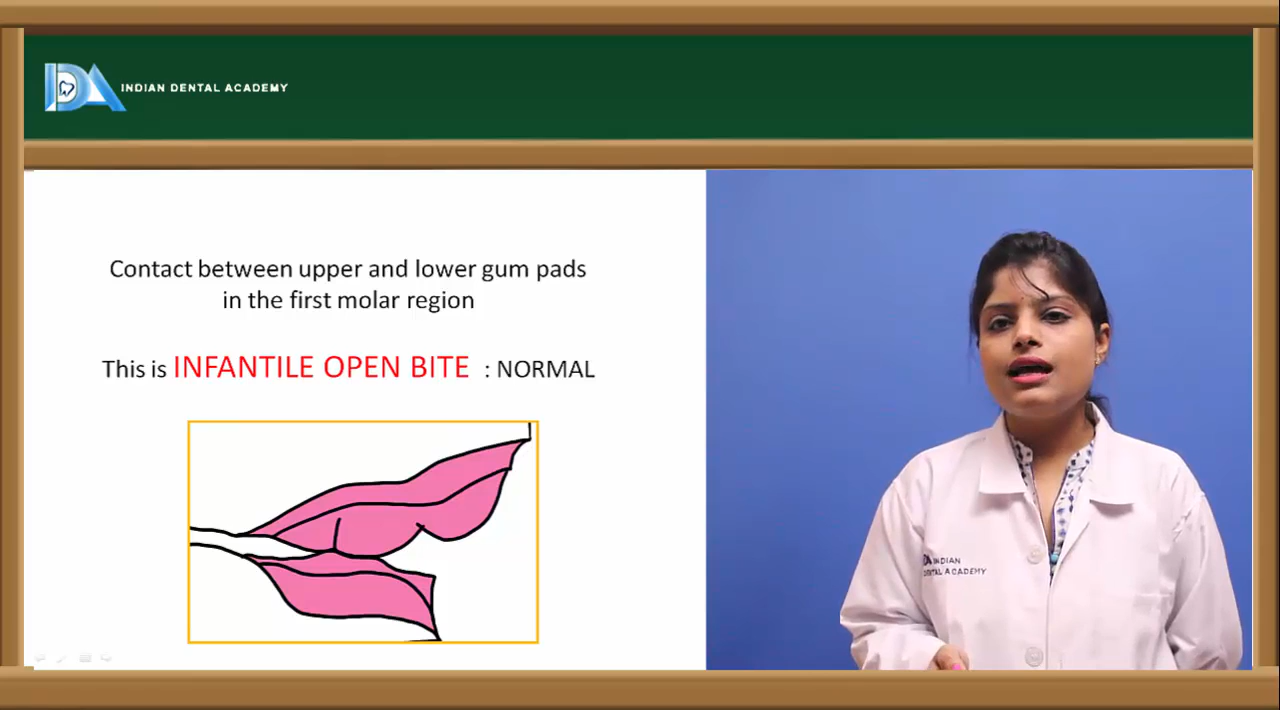 INDIAN DENTAL ACADEMY
Contact between upper and lower gum pads
in the first molar region
This is INFANTILE OPEN BITE : NORMAL
INDIAN
DENTAL ACADEMY